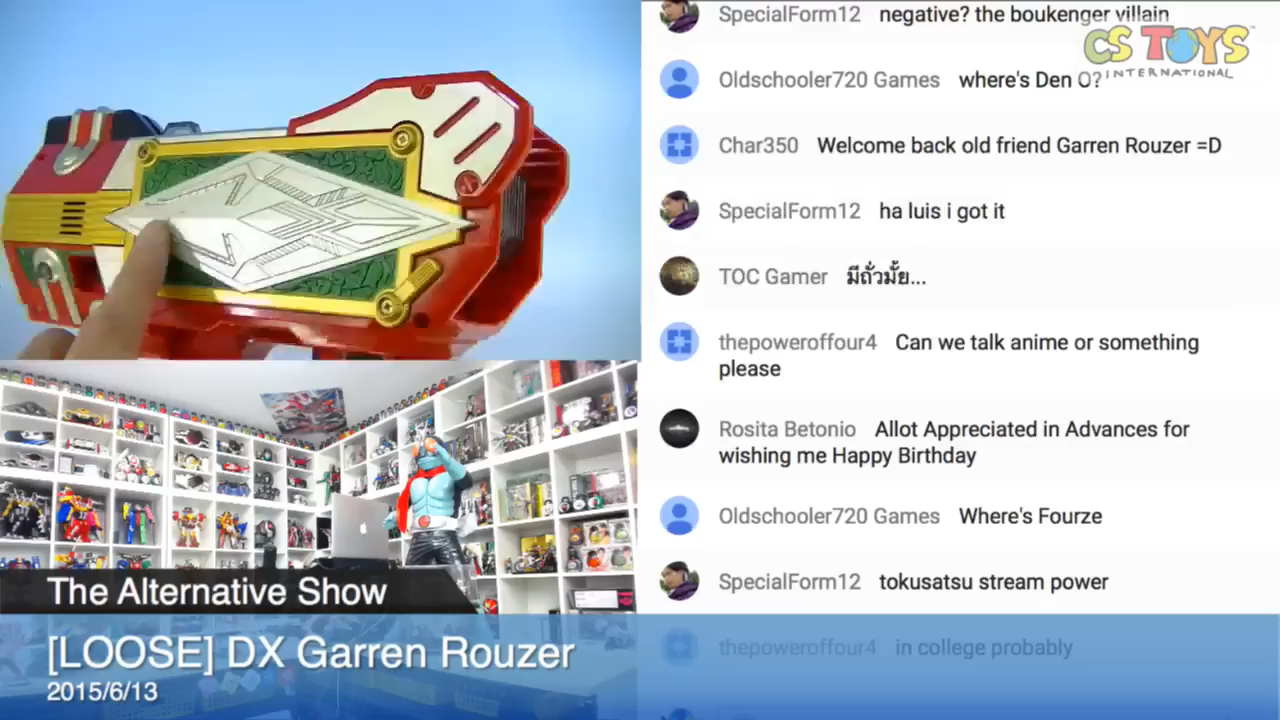 SpecialForm12 negative? the boukenger villain
CS TOYS
INTERNATIONAL
Oldschooler720 Games where's Den O?
Char350 Welcome back old friend Garren Rouzer =D
SpecialForm12 ha luis i got it
TOC Gamer มีถั่วมั้ย...
thepoweroffour4 Can we talk anime or something
please
Rosita Betonio Allot Appreciated in Advances for
wishing me Happy Birthday
Oldschooler720 Games Where's Fourze
SpecialForm12 tokusatsu stream power
thepoweroffour4 in college probably
The Alternative Show
[LOOSE] DX Garren Rouzer
2015/6/13